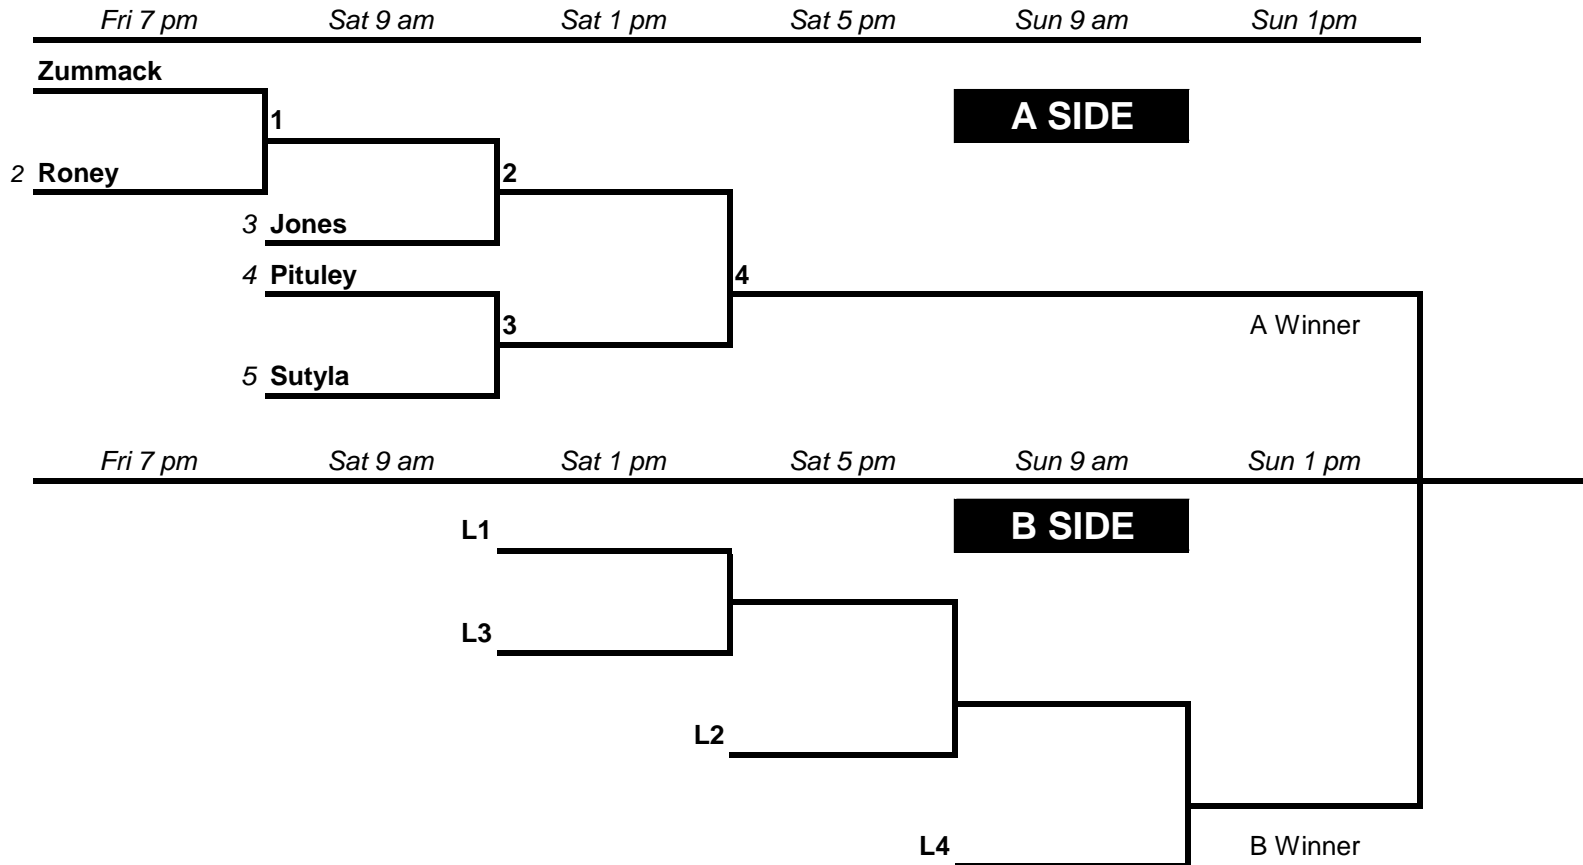 Fri 7 pm Sat 9 am Sat 1 pm Sat 5 pm Sun 9 am Sun 1pm
Zummack
A SIDE
1
2 Roney
2
3 Jones
4 Pituley
4
3
A Winner
5 Sutyla
Fri 7 pm Sat 9 am Sat 1 pm Sat 5 pm Sun 9 am Sun 1 pm
B SIDE
L1
L3
L2
L4
B Winner